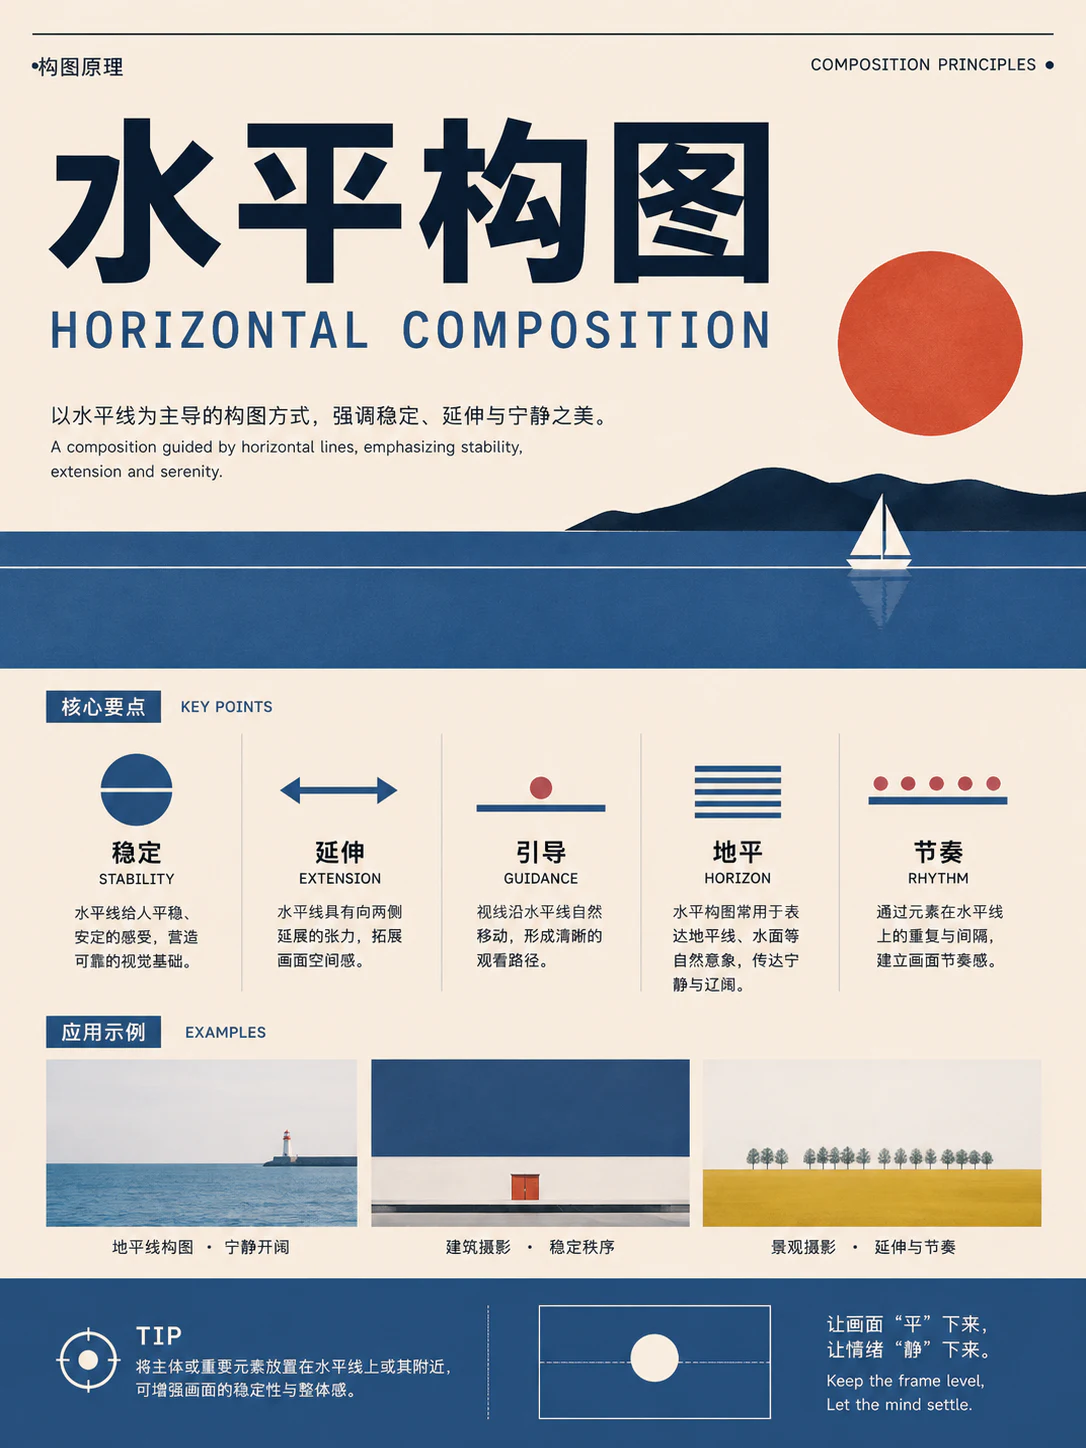 •构图原理
COMPOSITION PRINCIPLES •
水平构图
HORIZONTAL COMPOSITION
以水平线为主导的构图方式，强调稳定、延伸与宁静之美。
A composition guided by horizontal lines, emphasizing stability,
extension and serenity.
核心要点
KEY POINTS
稳定
STABILITY
水平线给人平稳、
安定的感受，营造
可靠的视觉基础。
延伸
EXTENSION
水平线具有向两侧
延展的张力，拓展
画面空间感。
引导
GUIDANCE
视线沿水平线自然
移动，形成清晰的
观看路径。
地平
HORIZON
水平构图常用于表
达地平线、水面等
自然意象，传达宁
静与辽阔。
节奏
RHYTHM
通过元素在水平线
上的重复与间隔，
建立画面节奏感。
应用示例
EXAMPLES
地平线构图 • 宁静开阔
建筑摄影 • 稳定秩序
景观摄影 • 延伸与节奏
TIP
将主体或重要元素放置在水平线上或其附近，
可增强画面的稳定性与整体感。
让画面“平”下来，
让情绪“静”下来。
Keep the frame level,
Let the mind settle.